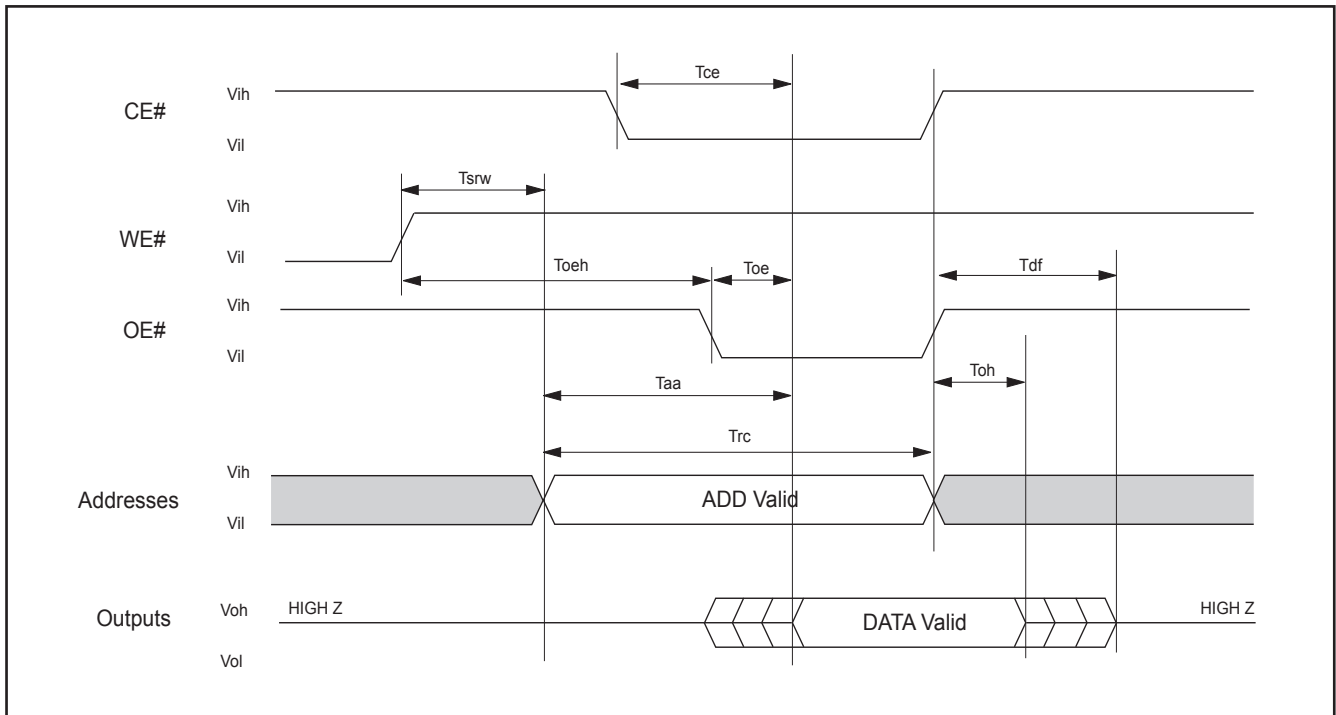 Tce
Vih
CE#
Vil
Tsrw
Vih
WE#
Vil
Toeh
Toe
Tdf
Vih
OE#
Vil
Toh
Taa
Trc
Vih
Addresses
ADD Valid
Vil
Voh
HIGH Z
HIGH Z
Outputs
DATA Valid
Vol